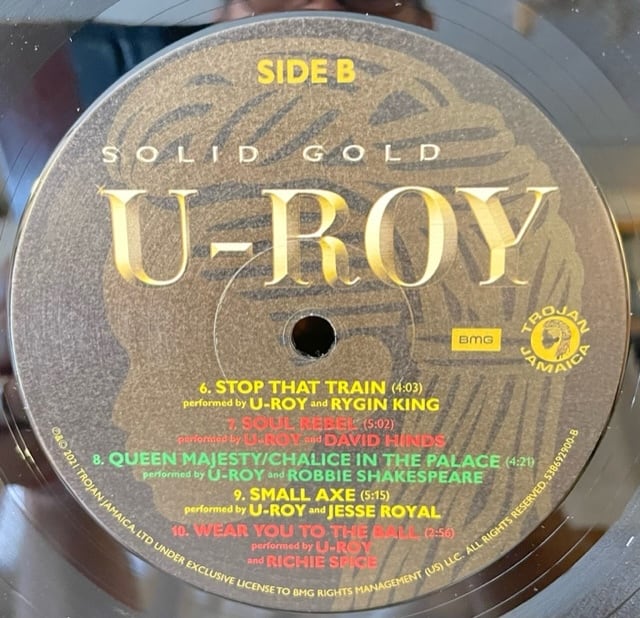 SIDE B
SOLID GOLD
U-ROY
BMG
TROJAN
JAMAICA
6. STOP THAT TRAIN (4:03)
performed by U-ROY and RYGIN KING
7. SOUL REBEL (5:02)
performed by U-ROY and DAVID HINDS
8. QUEEN MAJESTY/CHALICE IN THE PALACE (4:21)
performed by U-ROY and ROBBIE SHAKESPEARE
9. SMALL AXE (5:15)
performed by U-ROY and JESSE ROYAL
10. WEAR YOU TO THE BALL (2:56)
performed by U-ROY
and RICHIE SPICE
℗&© 2021 TROJAN JAMAICA LTD UNDER EXCLUSIVE LICENSE TO BMG RIGHTS MANAGEMENT (US) LLC. ALL RIGHTS RESERVED. 538692900-B